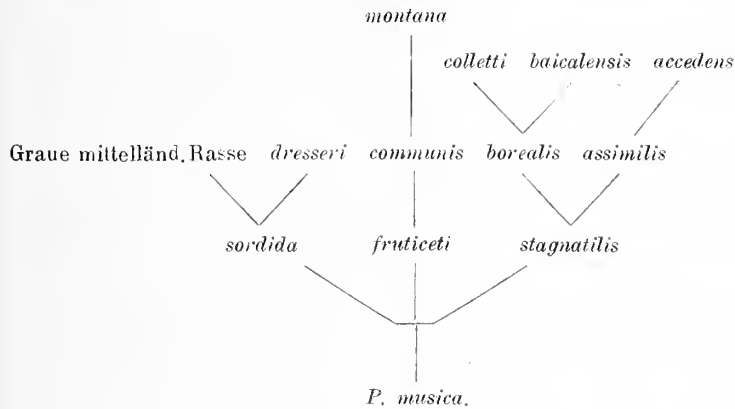 montana
colletti baicalensis accedens
Graue mittelländ. Rasse dresseri communis borealis assimilis
sordida fruticeti stagnatilis
P. musica.